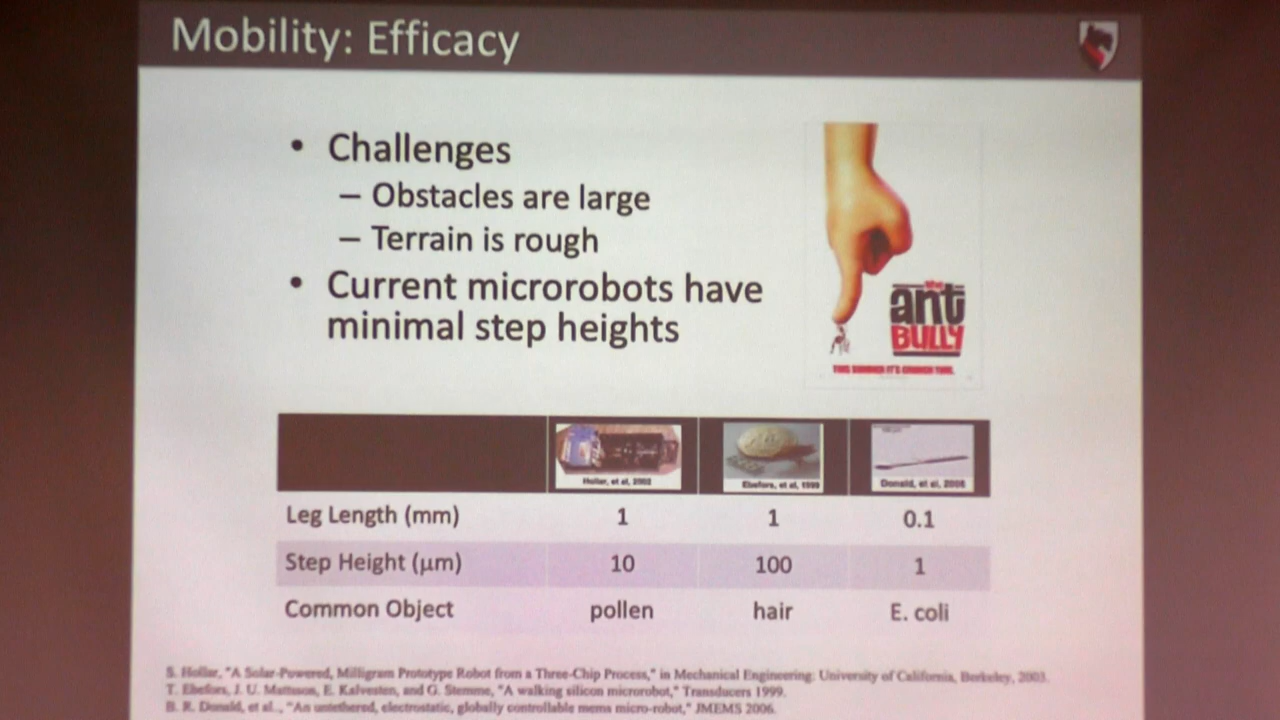 Mobility: Efficacy
• Challenges
– Obstacles are large
– Terrain is rough
• Current microrobots have
minimal step heights
the
ant
BULLY
THIS SUMMER IT'S CRUNCH TIME.
Hollar, et al, 2003
Ebefors, et al, 1999
Donald, et al, 2006
Leg Length (mm) 1 1 0.1
Step Height (μm) 10 100 1
Common Object pollen hair E. coli
S. Hollar, "A Solar-Powered, Milligram Prototype Robot from a Three-Chip Process," in Mechanical Engineering: University of California, Berkeley, 2003.
T. Ebefors, J. U. Mattsson, E. Kalvesten, and G. Stemme, "A walking silicon microrobot," Transducers 1999.
B. R. Donald, et al., "An untethered, electrostatic, globally controllable mems micro-robot," JMEMS 2006.